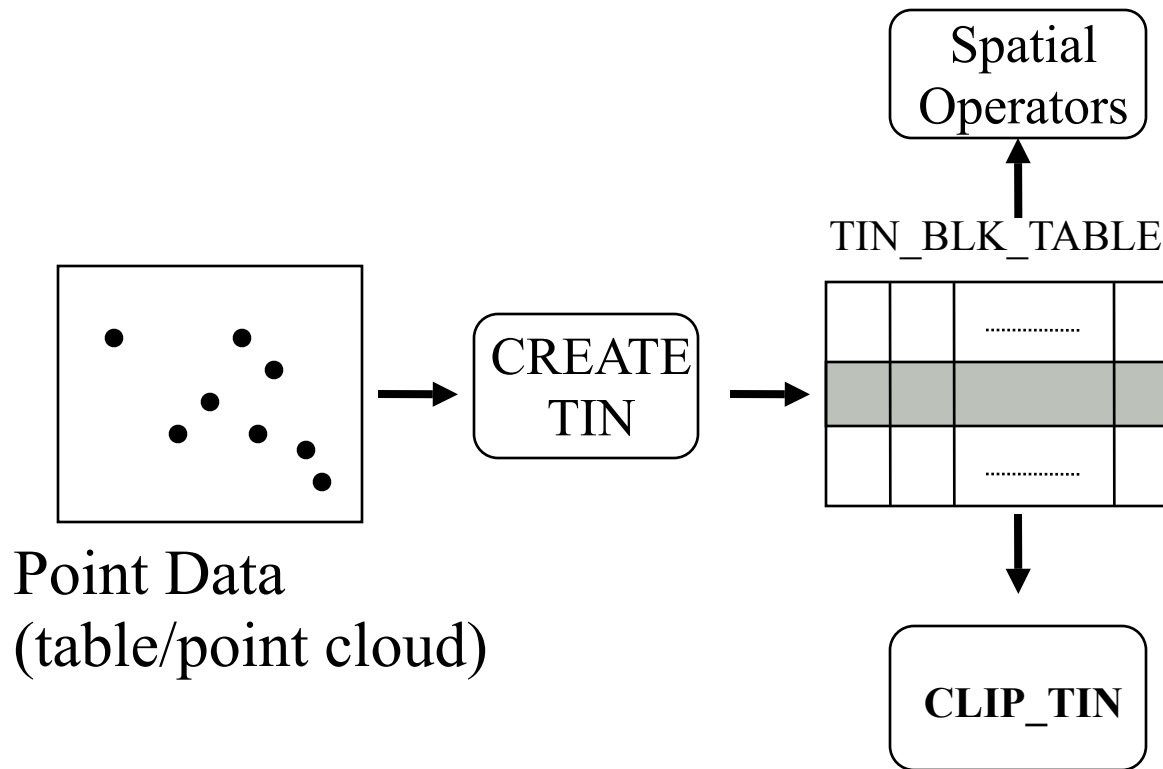 Spatial
Operators
TIN_BLK_TABLE
CREATE
TIN
Point Data
(table/point cloud)
CLIP_TIN